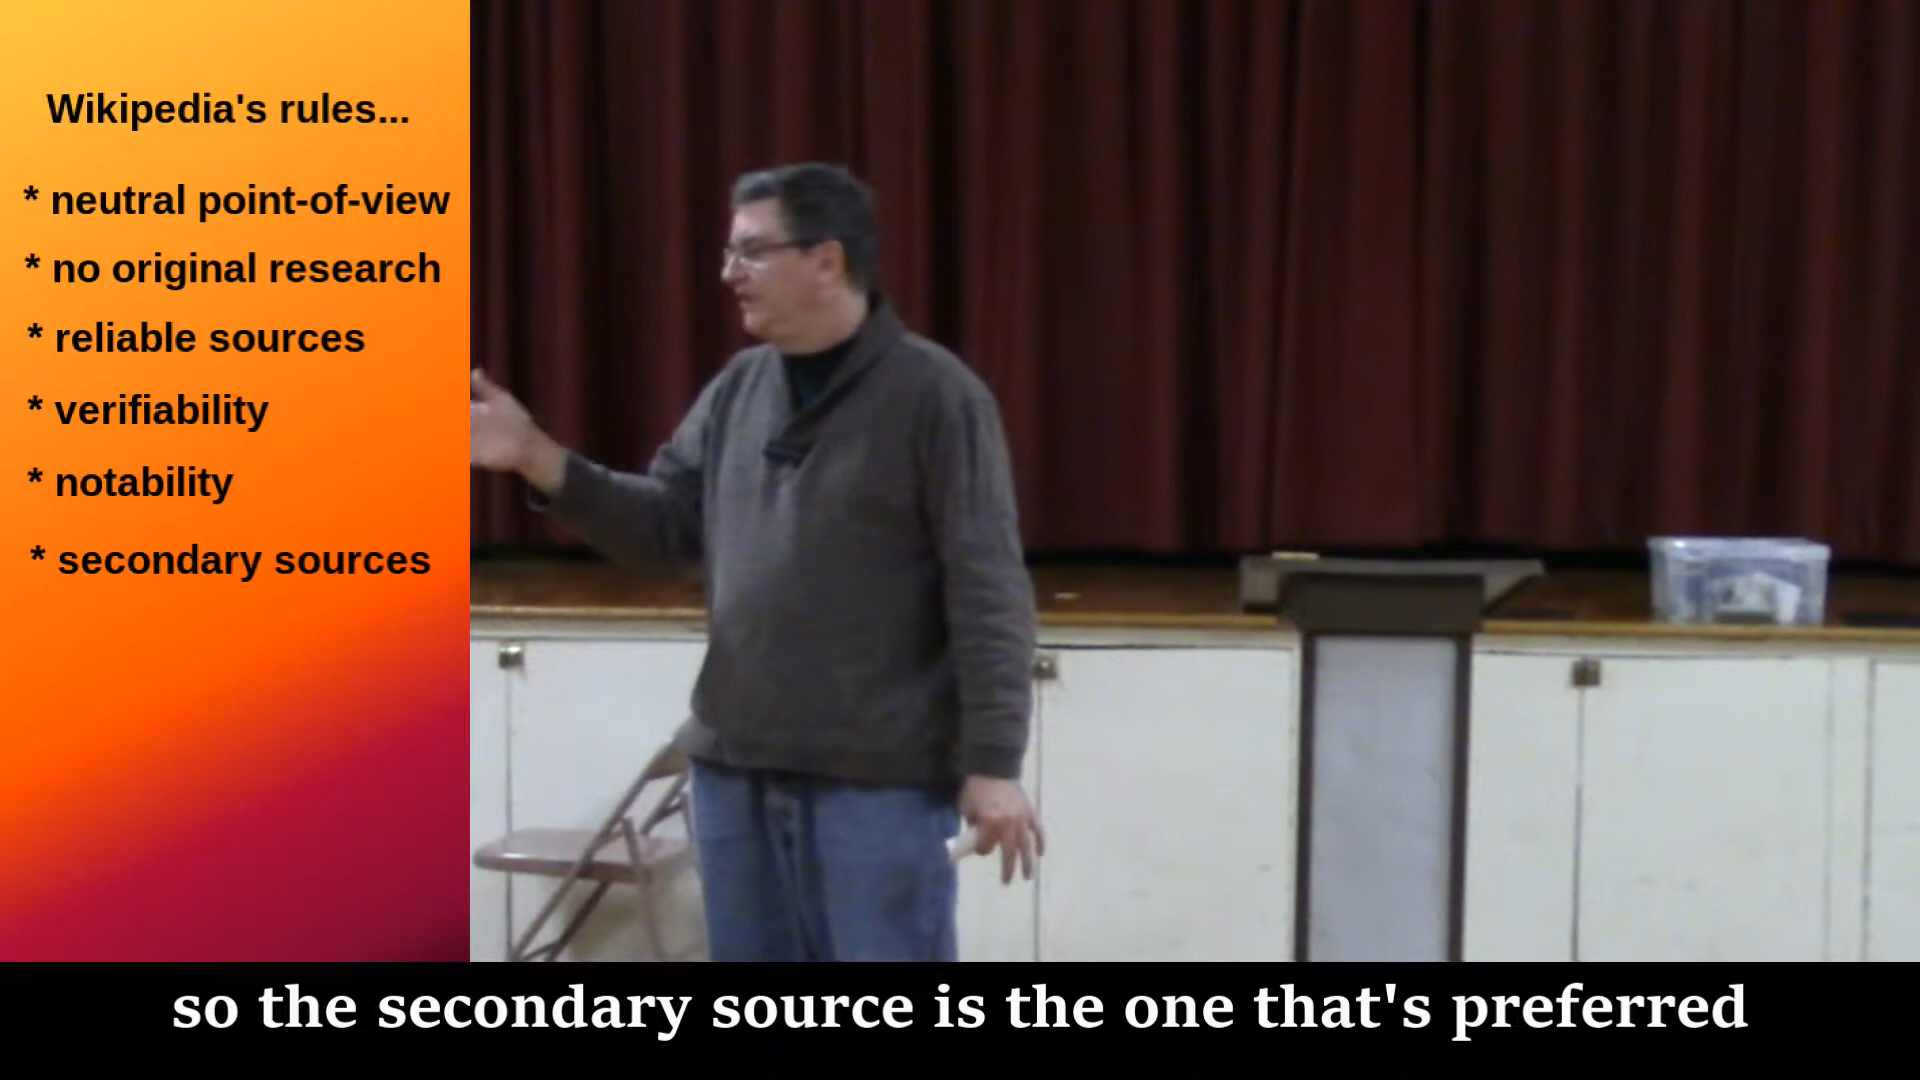 Wikipedia's rules...
* neutral point-of-view
* no original research
* reliable sources
* verifiability
* notability
* secondary sources
so the secondary source is the one that's preferred